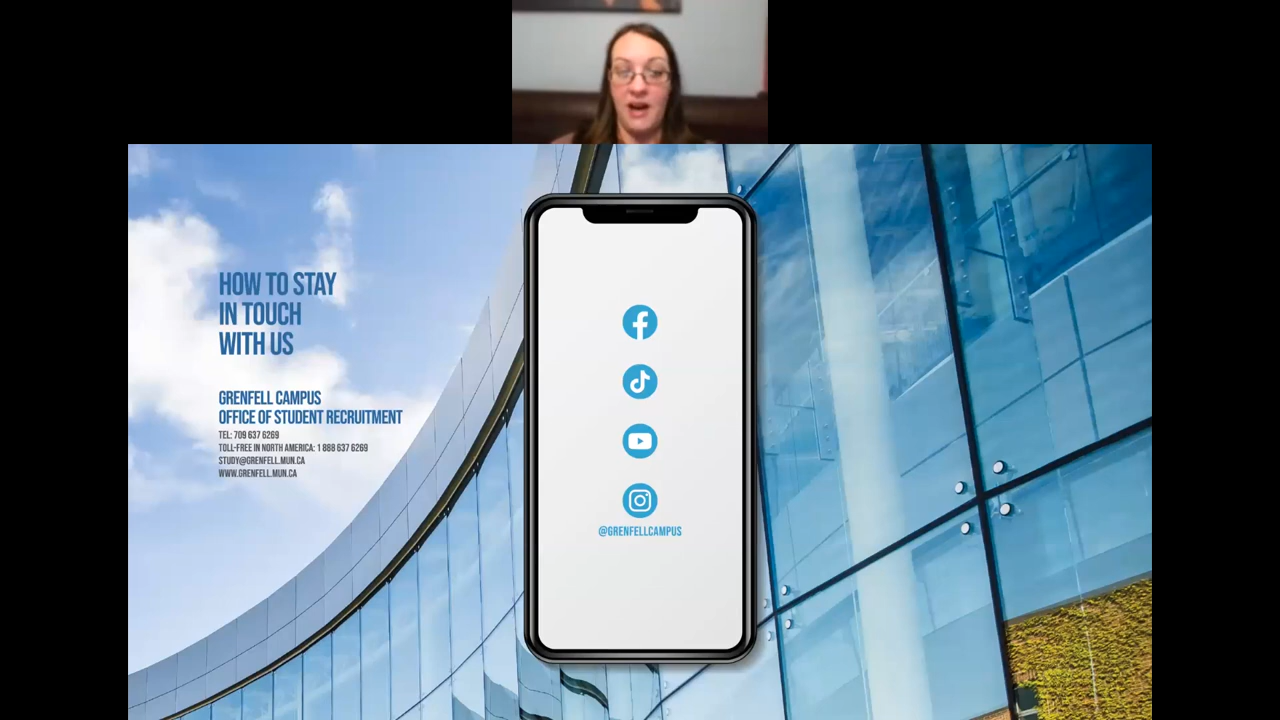 HOW TO STAY
IN TOUCH
WITH US
GRENFELL CAMPUS
OFFICE OF STUDENT RECRUITMENT
TEL: 709 637 6269
TOLL-FREE IN NORTH AMERICA: 1 888 637 6269
STUDY@GRENFELL.MUN.CA
WWW.GRENFELL.MUN.CA
@GRENFELLCAMPUS